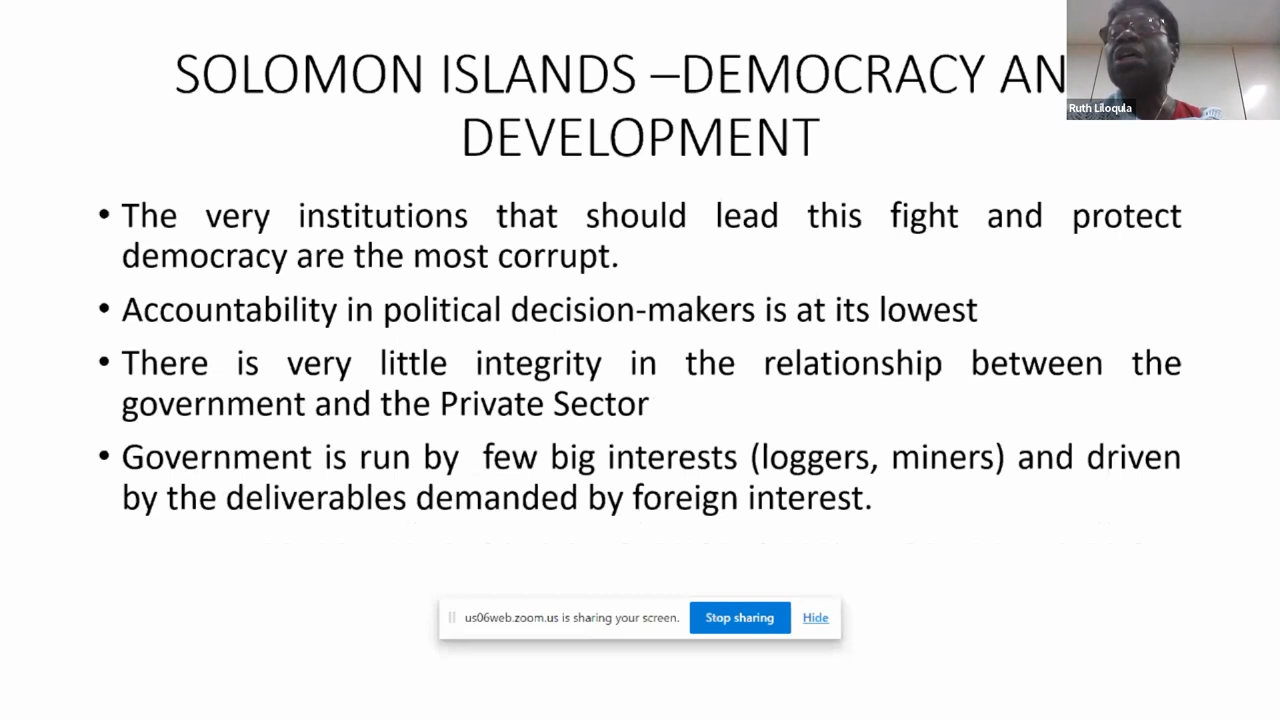 SOLOMON ISLANDS –DEMOCRACY AN
DEVELOPMENT
Ruth Liloqula
• The very institutions that should lead this fight and protect
democracy are the most corrupt.
• Accountability in political decision-makers is at its lowest
• There is very little integrity in the relationship between the
government and the Private Sector
• Government is run by few big interests (loggers, miners) and driven
by the deliverables demanded by foreign interest.
us06web.zoom.us is sharing your screen. Stop sharing Hide